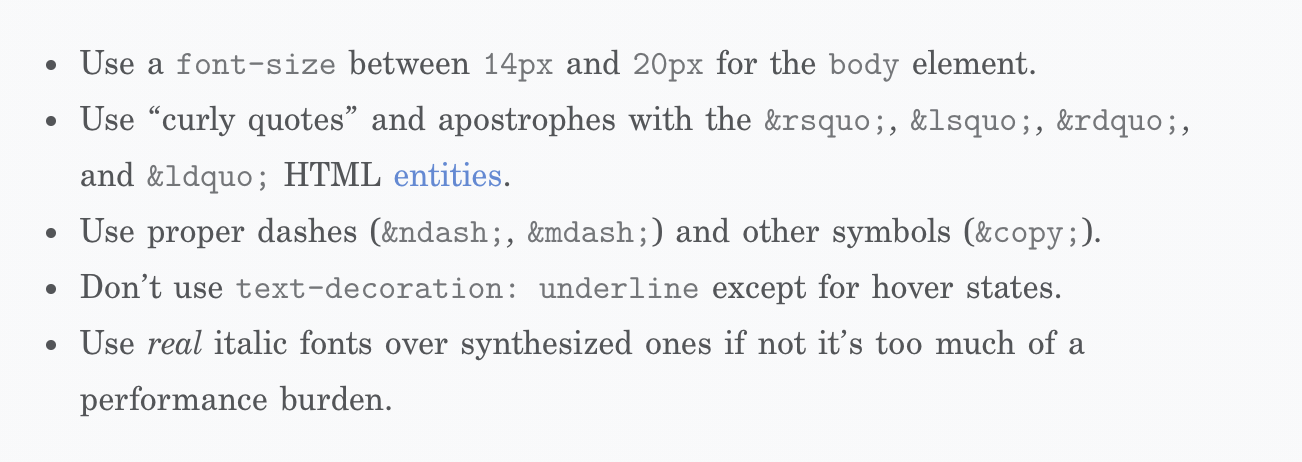 • Use a font-size between 14px and 20px for the body element.
• Use “curly quotes” and apostrophes with the &rsquo;, &lsquo;, &rdquo;,
and &ldquo; HTML entities.
• Use proper dashes (&ndash;, &mdash;) and other symbols (&copy;).
• Don’t use text-decoration: underline except for hover states.
• Use real italic fonts over synthesized ones if not it’s too much of a
performance burden.